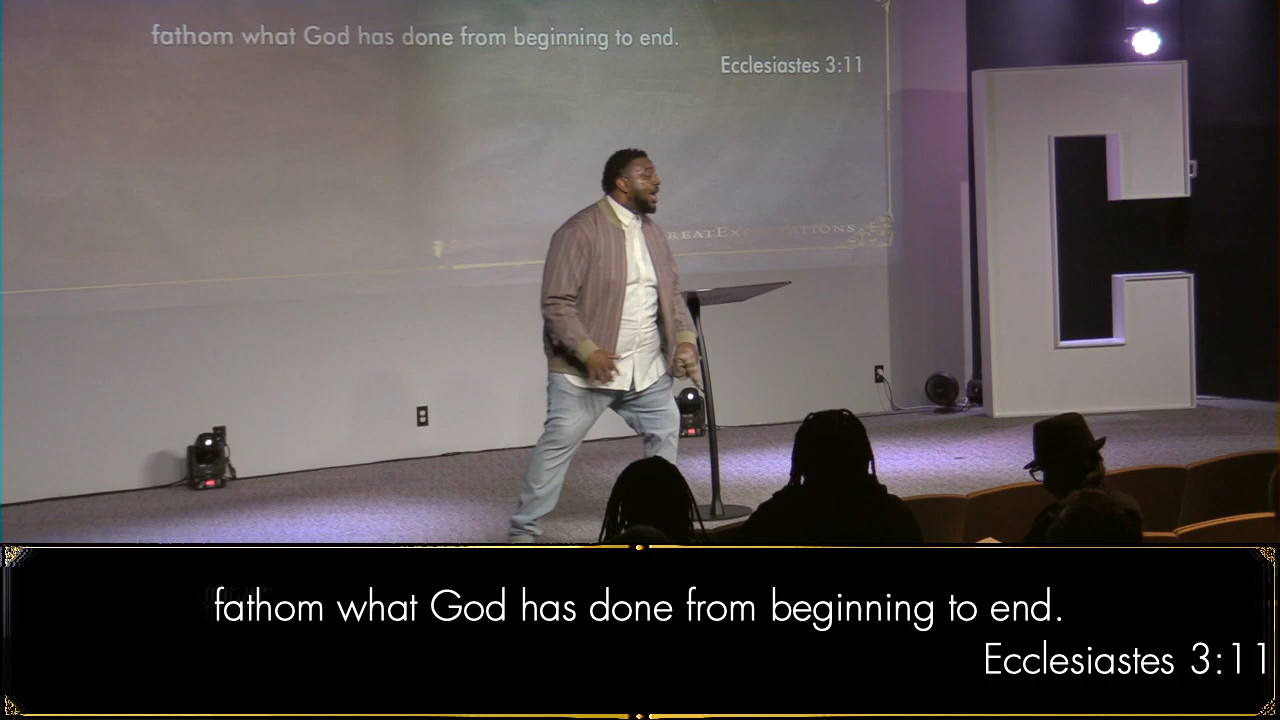 fathom what God has done from beginning to end.
Ecclesiastes 3:11
C
fathom what God has done from beginning to end.
Ecclesiastes 3:11